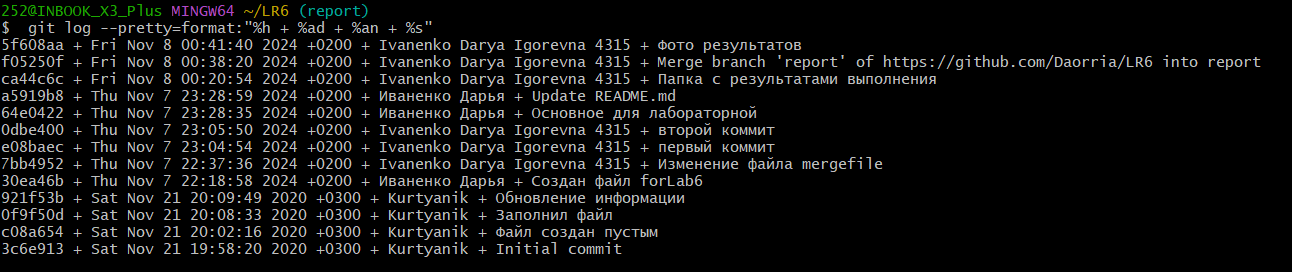 252@INBOOK_X3_Plus MINGW64 ~/LR6 (report)
$  git log --pretty=format:"%h + %ad + %an + %s"
5f608aa + Fri Nov 8 00:41:40 2024 +0200 + Ivanenko Darya Igorevna 4315 + Фото результатов
f05250f + Fri Nov 8 00:38:20 2024 +0200 + Ivanenko Darya Igorevna 4315 + Merge branch 'report' of https://github.com/Daorria/LR6 into report
ca44c6c + Fri Nov 8 00:20:54 2024 +0200 + Ivanenko Darya Igorevna 4315 + Папка с результатами выполнения
a5919b8 + Thu Nov 7 23:28:59 2024 +0200 + Иваненко Дарья + Update README.md
64e0422 + Thu Nov 7 23:28:35 2024 +0200 + Иваненко Дарья + Основное для лабораторной
0dbe400 + Thu Nov 7 23:05:50 2024 +0200 + Ivanenko Darya Igorevna 4315 + второй коммит
e08baec + Thu Nov 7 23:04:54 2024 +0200 + Ivanenko Darya Igorevna 4315 + первый коммит
7bb4952 + Thu Nov 7 22:37:36 2024 +0200 + Ivanenko Darya Igorevna 4315 + Изменение файла mergefile
30ea46b + Thu Nov 7 22:18:58 2024 +0200 + Иваненко Дарья + Создан файл forLab6
921f53b + Sat Nov 21 20:09:49 2020 +0300 + Kurtyanik + Обновление информации
0f9f50d + Sat Nov 21 20:08:33 2020 +0300 + Kurtyanik + Заполнил файл
c08a654 + Sat Nov 21 20:02:16 2020 +0300 + Kurtyanik + Файл создан пустым
3c6e913 + Sat Nov 21 19:58:20 2020 +0300 + Kurtyanik + Initial commit